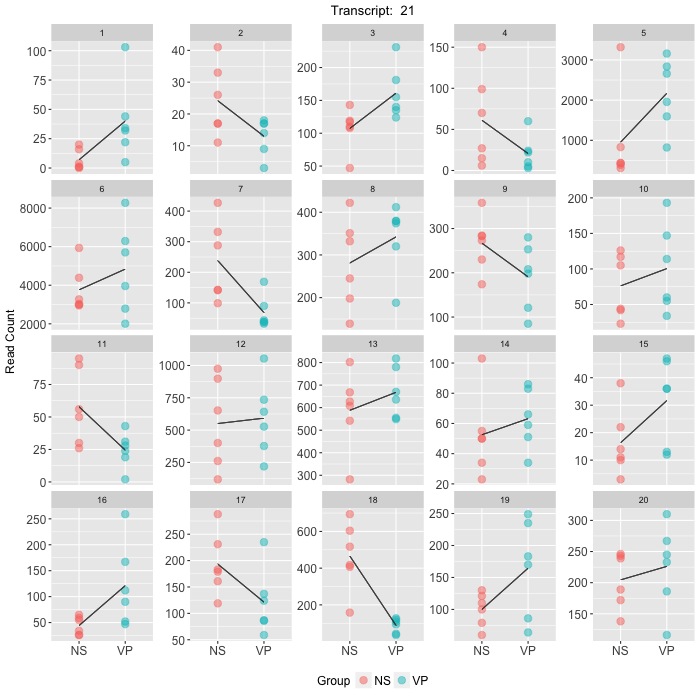 Transcript: 21
1 2 3 4 5
100 75 50 25 0
40 30 20 10
200 150 100 50
150 100 50 0
3000 2000 1000
6 7 8 9 10
8000 6000 4000 2000
400 300 200 100
400 300 200
300 200 100
200 150 100 50
Read Count
11 12 13 14 15
75 50 25 0
1000 750 500 250
800 700 600 500 400 300
100 80 60 40 20
40 30 20 10
16 17 18 19 20
250 200 150 100 50
250 200 150 100 50
600 400 200
250 200 150 100
300 250 200 150
NS VP NS VP NS VP NS VP NS VP
Group NS VP